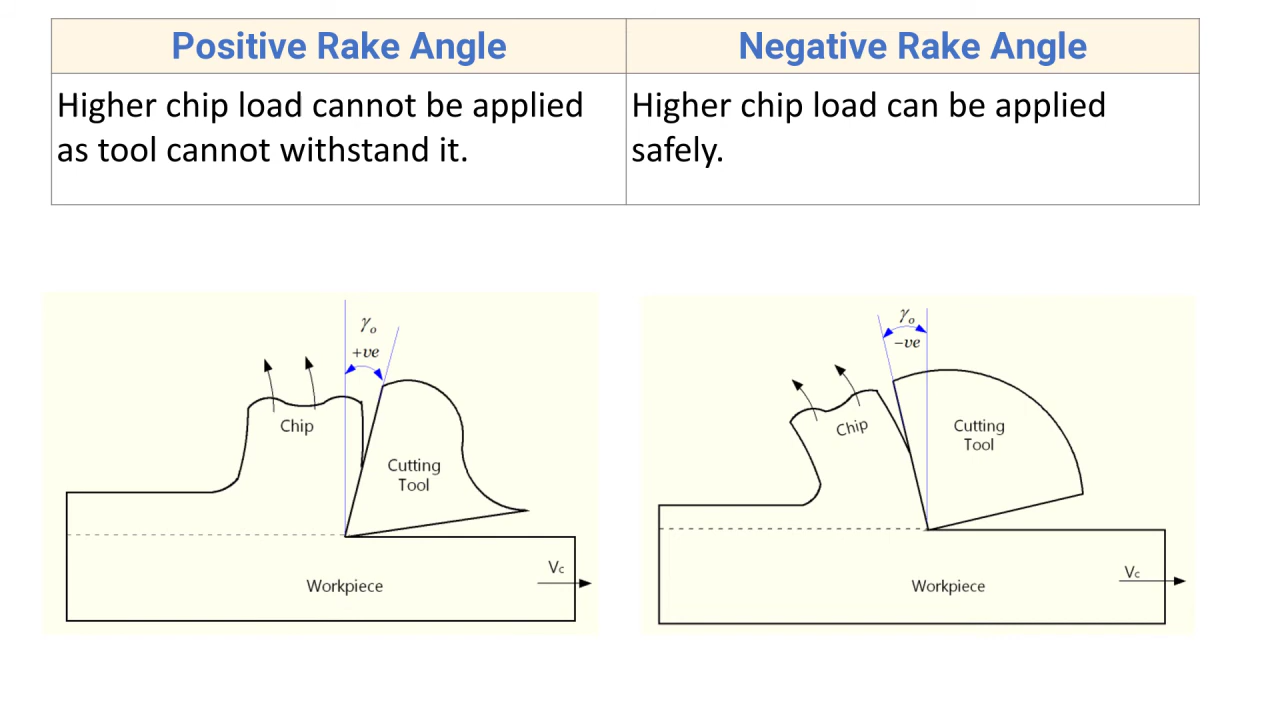 Positive Rake Angle
Negative Rake Angle
Higher chip load cannot be applied
as tool cannot withstand it.
Higher chip load can be applied
safely.
γₒ
+ve
Chip
Cutting
Tool
Vc
Workpiece
γₒ
−ve
Chip
Cutting
Tool
Vc
Workpiece